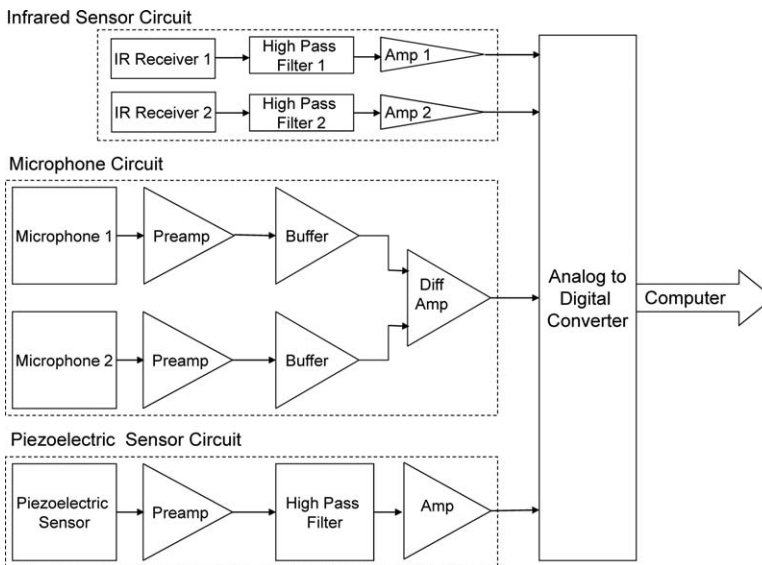 Infrared Sensor Circuit
IR Receiver 1
High Pass
Filter 1
Amp 1
IR Receiver 2
High Pass
Filter 2
Amp 2
Microphone Circuit
Microphone 1
Preamp
Buffer
Diff
Amp
Microphone 2
Preamp
Buffer
Analog to
Digital
Converter
Computer
Piezoelectric Sensor Circuit
Piezoelectric
Sensor
Preamp
High Pass
Filter
Amp